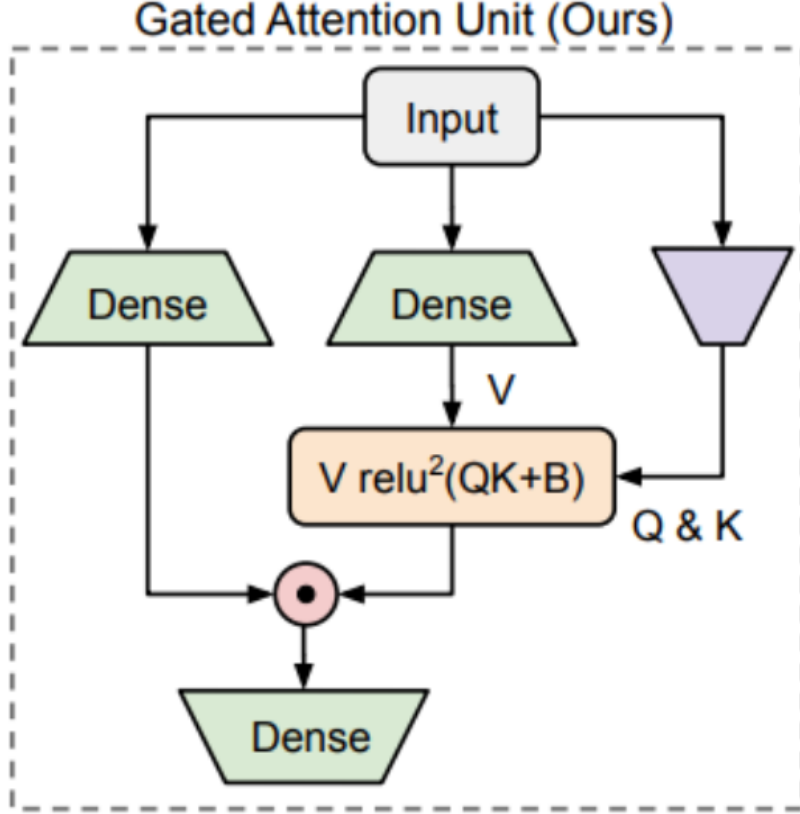 Gated Attention Unit (Ours)
Input
Dense
Dense
V
V relu²(QK+B)
Q & K
Dense